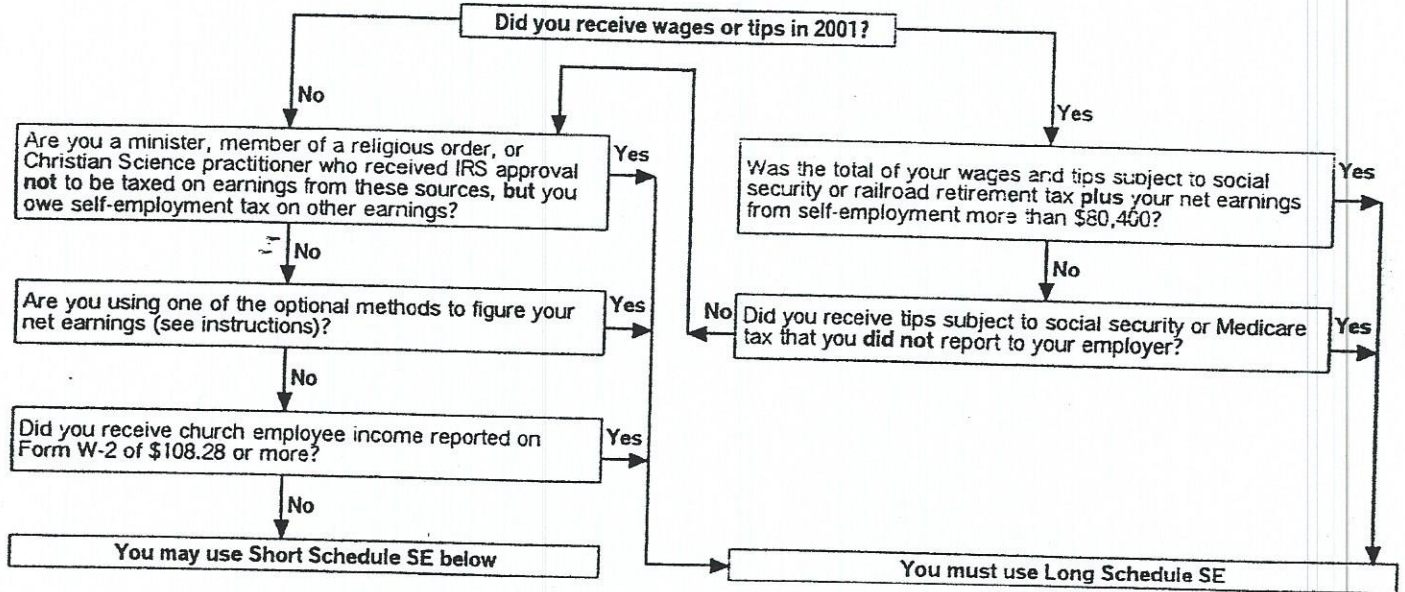 Did you receive wages or tips in 2001?
No
Yes
Are you a minister, member of a religious order, or
Christian Science practitioner who received IRS approval
not to be taxed on earnings from these sources, but you
owe self-employment tax on other earnings?
Yes
Was the total of your wages and tips subject to social
security or railroad retirement tax plus your net earnings
from self-employment more than $80,400?
Yes
No
No
Are you using one of the optional methods to figure your
net earnings (see instructions)?
Yes
No
Did you receive tips subject to social security or Medicare
tax that you did not report to your employer?
Yes
No
Did you receive church employee income reported on
Form W-2 of $108.28 or more?
Yes
No
You may use Short Schedule SE below
You must use Long Schedule SE